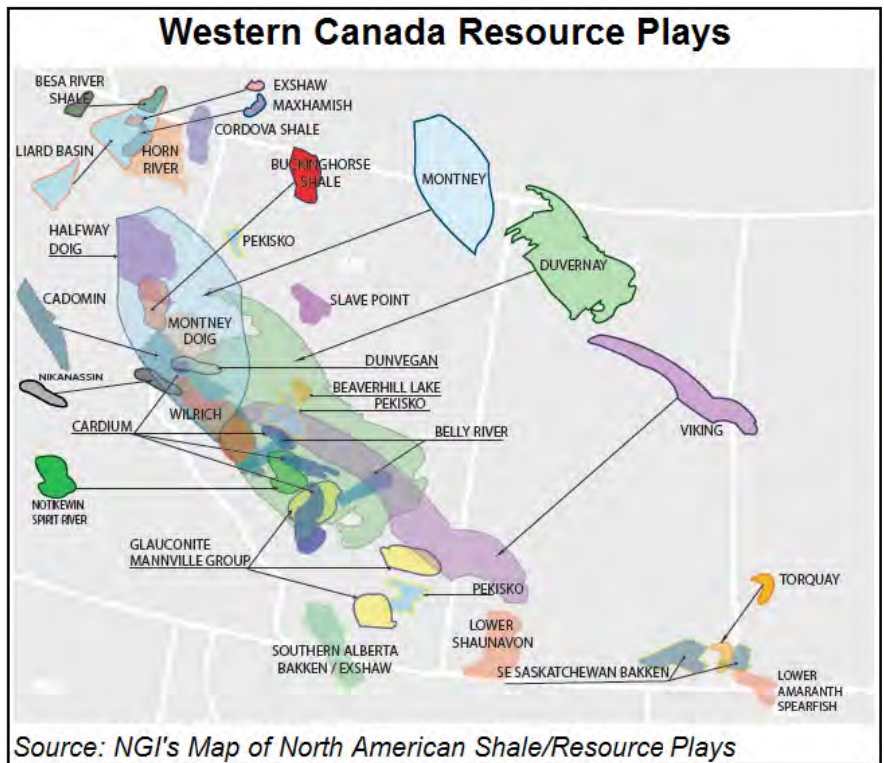 Western Canada Resource Plays
BESA RIVER
SHALE
EXSHAW
MAXHAMISH
CORDOVA SHALE
LIARD BASIN
HORN
RIVER
BUCKINGHORSE
SHALE
MONTNEY
HALFWAY
DOIG
PEKISKO
DUVERNAY
CADOMIN
SLAVE POINT
MONTNEY
DOIG
DUNVEGAN
NIKANASSIN
BEAVERHILL LAKE
PEKISKO
WILRICH
CARDIUM
BELLY RIVER
VIKING
NOTIKEWIN
SPIRIT RIVER
GLAUCONITE
MANNVILLE GROUP
PEKISKO
TORQUAY
LOWER
SHAUNAVON
SOUTHERN ALBERTA
BAKKEN / EXSHAW
SE SASKATCHEWAN BAKKEN
LOWER
AMARANTH
SPEARFISH
Source: NGI's Map of North American Shale/Resource Plays